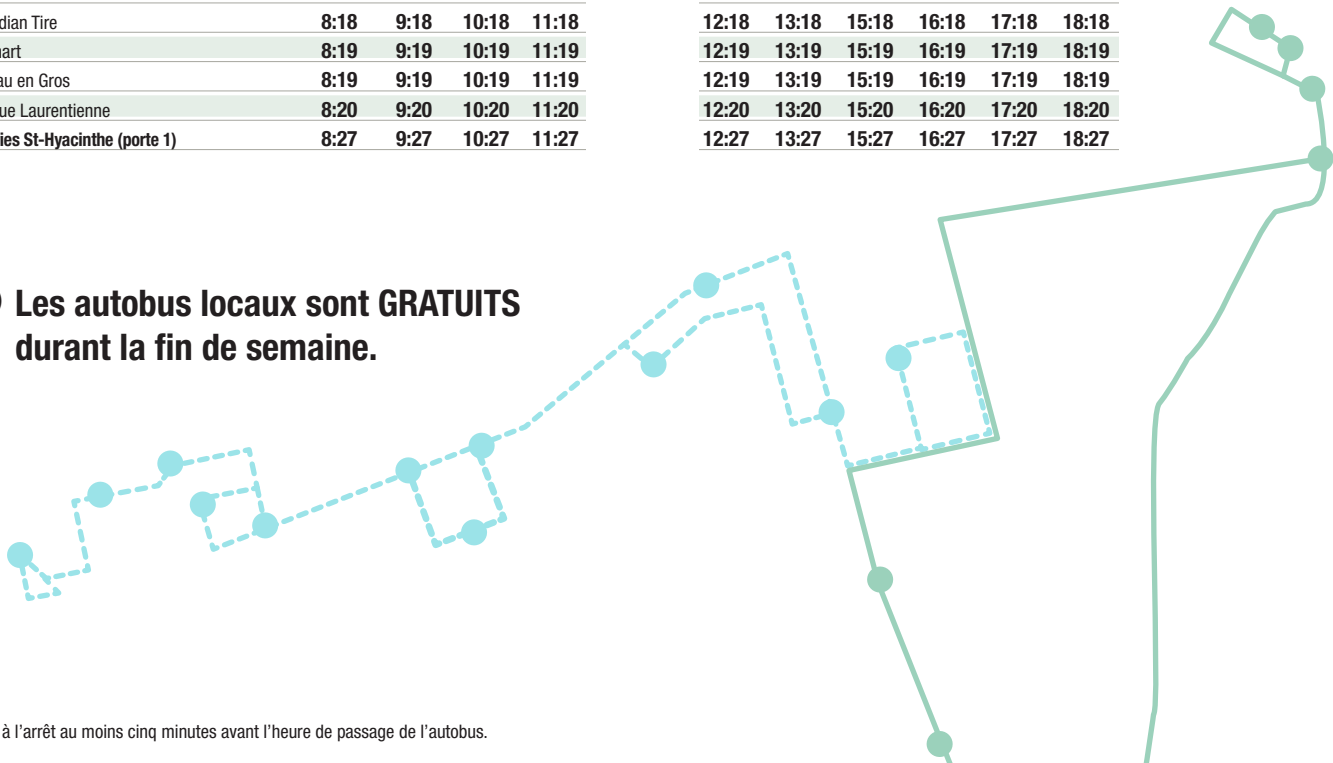 dian Tire 8:18 9:18 10:18 11:18 12:18 13:18 15:18 16:18 17:18 18:18
art 8:19 9:19 10:19 11:19 12:19 13:19 15:19 16:19 17:19 18:19
au en Gros 8:19 9:19 10:19 11:19 12:19 13:19 15:19 16:19 17:19 18:19
ue Laurentienne 8:20 9:20 10:20 11:20 12:20 13:20 15:20 16:20 17:20 18:20
ies St-Hyacinthe (porte 1) 8:27 9:27 10:27 11:27 12:27 13:27 15:27 16:27 17:27 18:27
Les autobus locaux sont GRATUITS
durant la fin de semaine.
à l'arrêt au moins cinq minutes avant l'heure de passage de l'autobus.